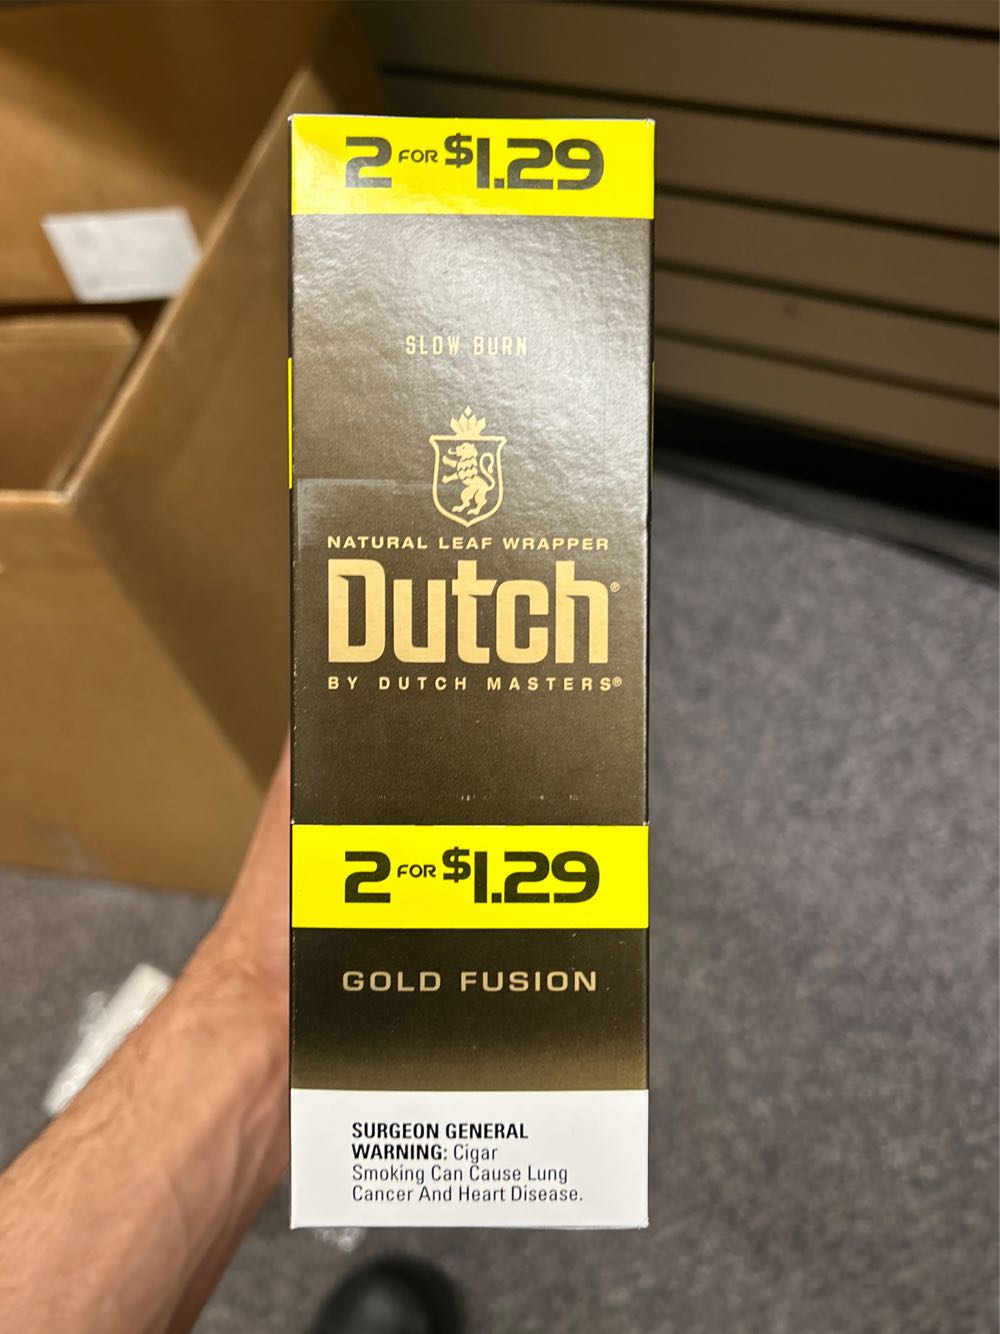 2 FOR $1.29
SLOW BURN
NATURAL LEAF WRAPPER
Dutch®
BY DUTCH MASTERS®
2 FOR $1.29
GOLD FUSION
SURGEON GENERAL
WARNING: Cigar
Smoking Can Cause Lung
Cancer And Heart Disease.